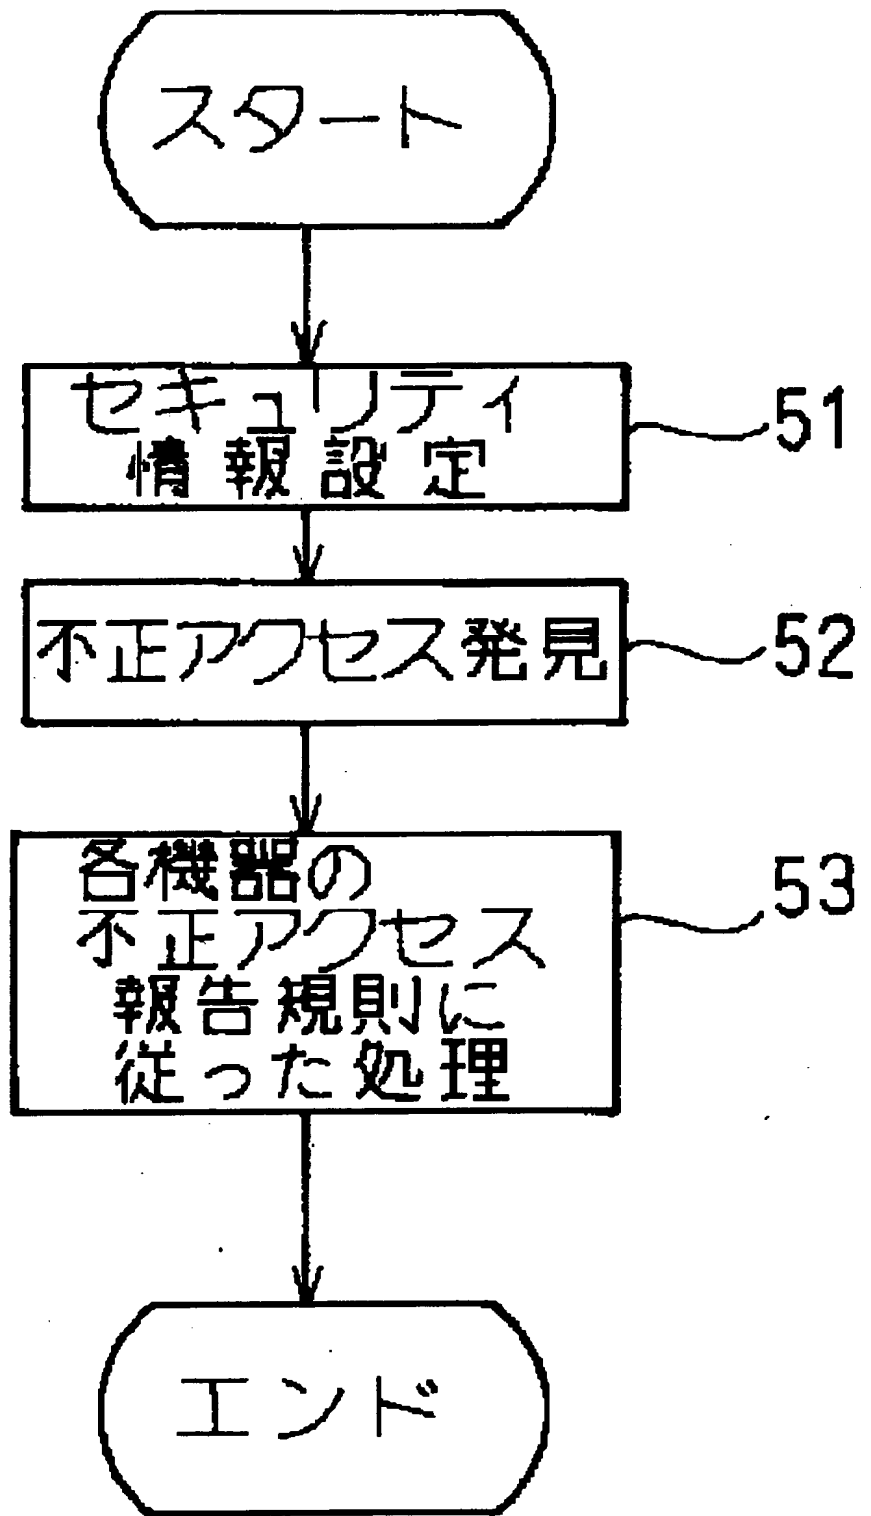 スタート
セキュリティ
情報設定
51
不正アクセス発見
52
各機器の
不正アクセス
報告規則に
従った処理
53
エンド